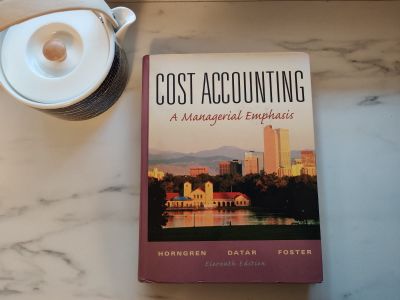 COST ACCOUNTING
A Managerial Emphasis
HORNGREN DATAR FOSTER
Eleventh Edition